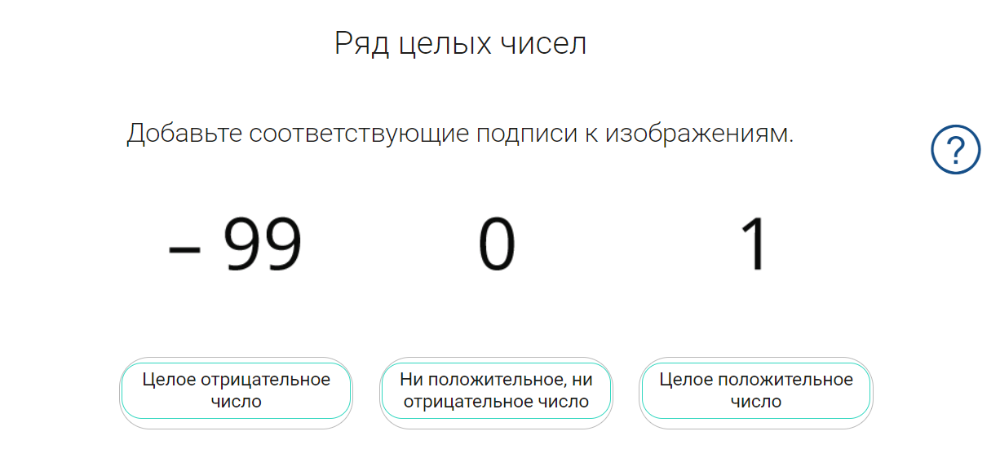 Ряд целых чисел
Добавьте соответствующие подписи к изображениям.
?
– 99 0 1
Целое отрицательное
число
Ни положительное, ни
отрицательное число
Целое положительное
число